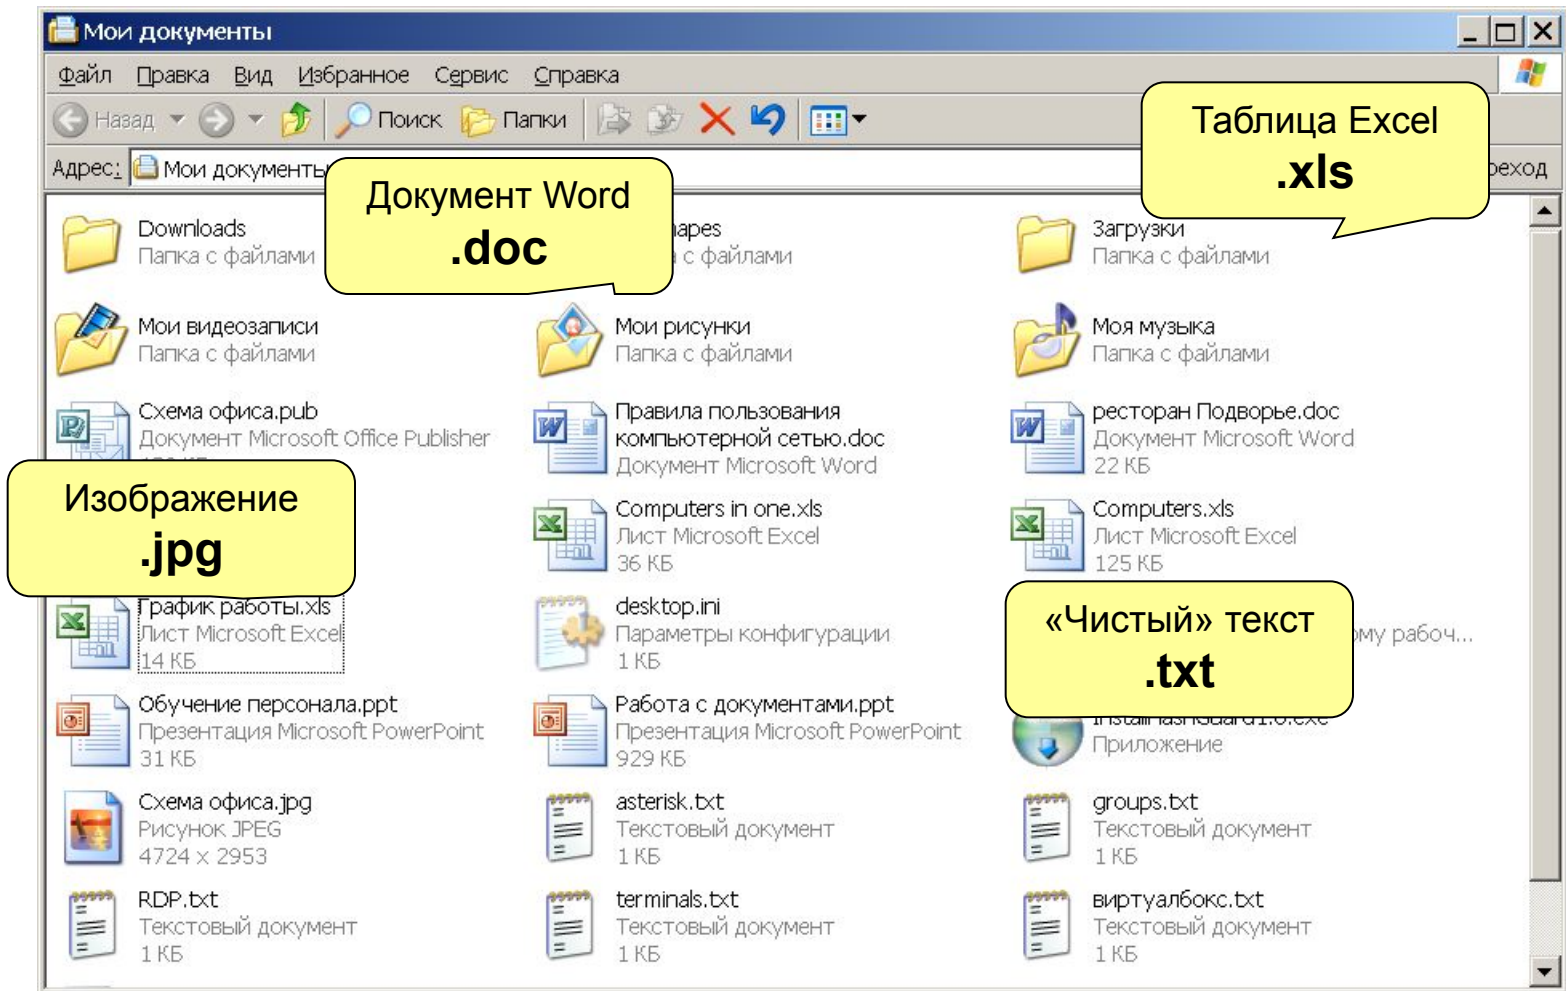 Мои документы
Файл Правка Вид Избранное Сервис Справка
Назад Поиск Папки
Адрес: Мои документы
Таблица Excel
.xls
Документ Word
.doc
Downloads
Папка с файлами
с файлами
Загрузки
Папка с файлами
Мои видеозаписи
Папка с файлами
Мои рисунки
Папка с файлами
Моя музыка
Папка с файлами
Схема офиса.pub
Документ Microsoft Office Publisher
Правила пользования
компьютерной сетью.doc
Документ Microsoft Word
ресторан Подворье.doc
Документ Microsoft Word
22 КБ
Изображение
.jpg
Computers in one.xls
Лист Microsoft Excel
36 КБ
Computers.xls
Лист Microsoft Excel
125 КБ
График работы.xls
Лист Microsoft Excel
14 КБ
desktop.ini
Параметры конфигурации
1 КБ
«Чистый» текст
.txt
Обучение персонала.ppt
Презентация Microsoft PowerPoint
31 КБ
Работа с документами.ppt
Презентация Microsoft PowerPoint
929 КБ
Приложение
Схема офиса.jpg
Рисунок JPEG
4724 x 2953
asterisk.txt
Текстовый документ
1 КБ
groups.txt
Текстовый документ
1 КБ
RDP.txt
Текстовый документ
1 КБ
terminals.txt
Текстовый документ
1 КБ
виртуалбокс.txt
Текстовый документ
1 КБ